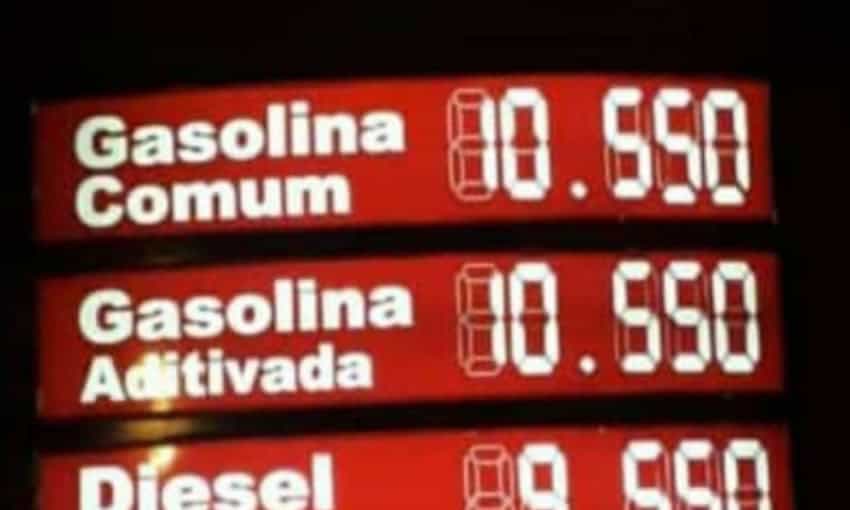 Gasolina
Comum 10.550
Gasolina
Aditivada 10.550
Diesel 9.550